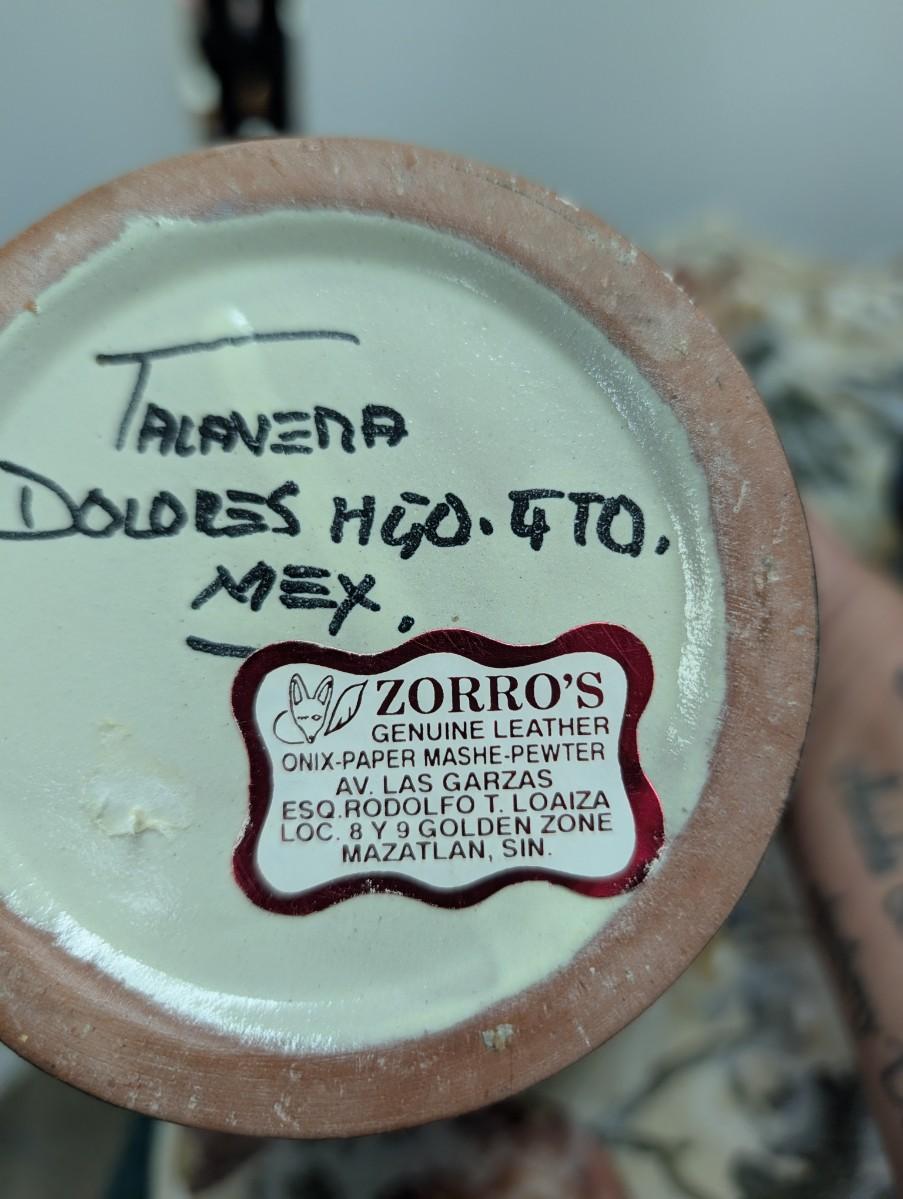 TALAVERA
DOLORES HGO. GTO.
MEX.
ZORRO'S
GENUINE LEATHER
ONIX-PAPER MASHE-PEWTER
AV. LAS GARZAS
ESQ.RODOLFO T. LOAIZA
LOC. 8 Y 9 GOLDEN ZONE
MAZATLAN, SIN.